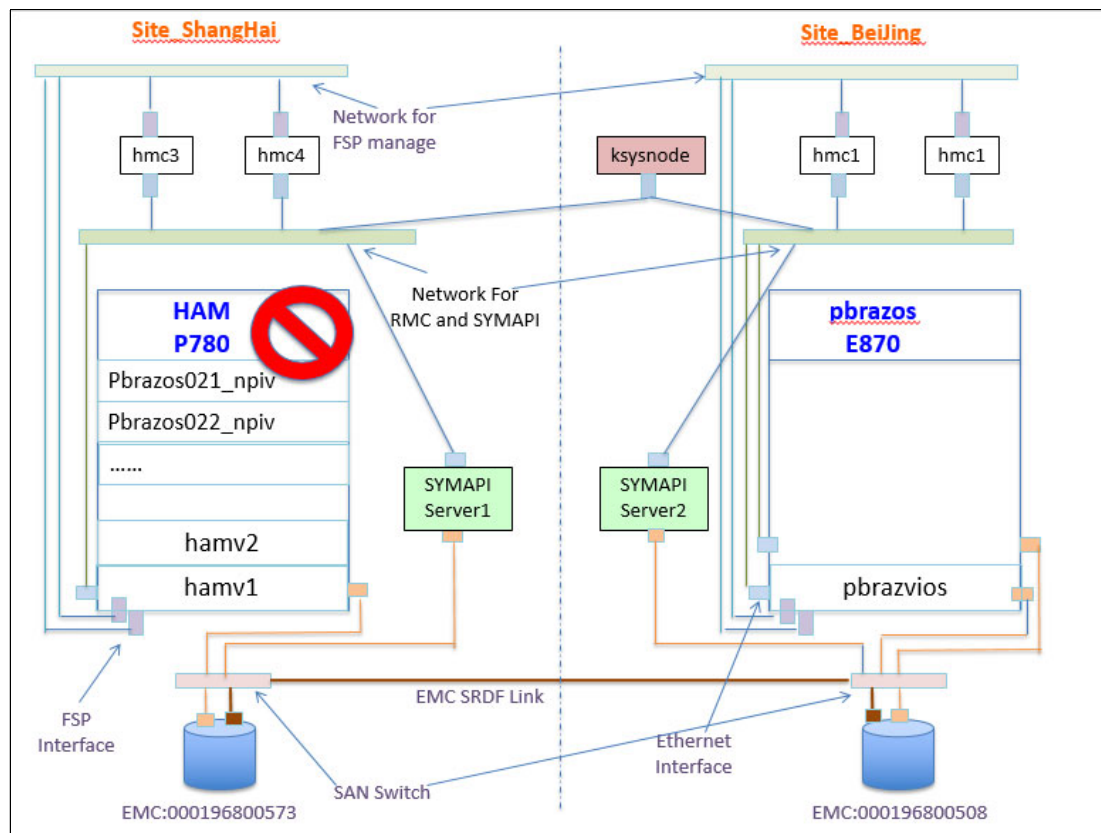 Site_ShangHai
Site_BeiJing
Network for
FSP manage
hmc3
hmc4
ksysnode
hmc1
hmc1
HAM
P780
Network For
RMC and SYMAPI
pbrazos
E870
Pbrazos021_npiv
Pbrazos022_npiv
......
SYMAPI
Server1
SYMAPI
Server2
hamv2
hamv1
pbrazvios
EMC SRDF Link
FSP
Interface
Ethernet
Interface
SAN Switch
EMC:000196800573
EMC:000196800508